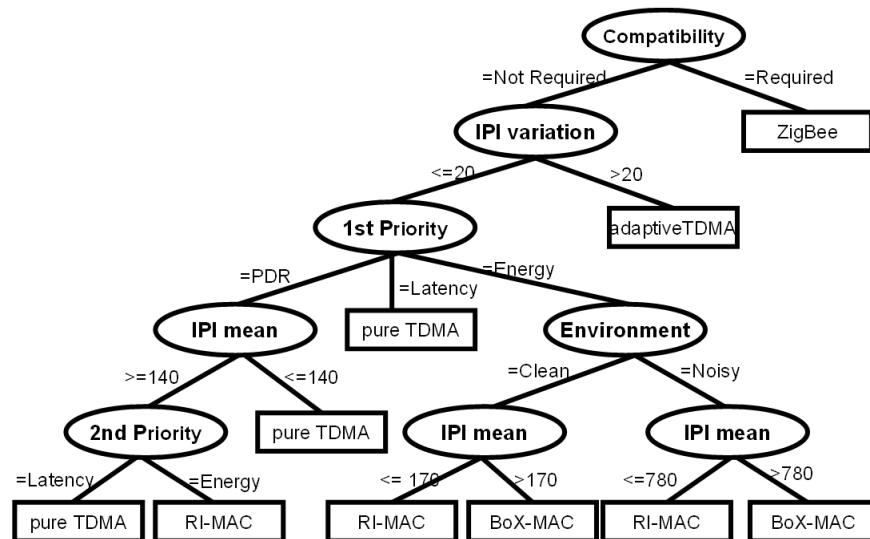 Compatibility
=Not Required
=Required
IPI variation
ZigBee
<=20
>20
1st Priority
adaptiveTDMA
=PDR
=Latency
=Energy
IPI mean
pure TDMA
Environment
>=140
<=140
=Clean
=Noisy
2nd Priority
pure TDMA
IPI mean
IPI mean
=Latency
=Energy
<= 170
>170
<=780
>780
pure TDMA
RI-MAC
RI-MAC
BoX-MAC
RI-MAC
BoX-MAC